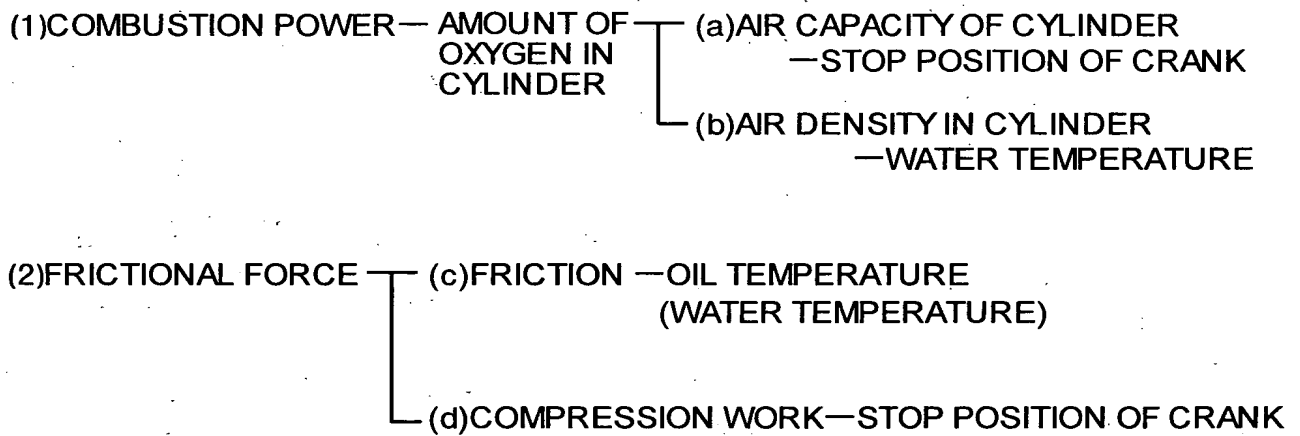 (1)COMBUSTION POWER — AMOUNT OF OXYGEN IN CYLINDER
(a)AIR CAPACITY OF CYLINDER
—STOP POSITION OF CRANK
(b)AIR DENSITY IN CYLINDER
—WATER TEMPERATURE
(2)FRICTIONAL FORCE
(c)FRICTION —OIL TEMPERATURE
(WATER TEMPERATURE)
(d)COMPRESSION WORK—STOP POSITION OF CRANK